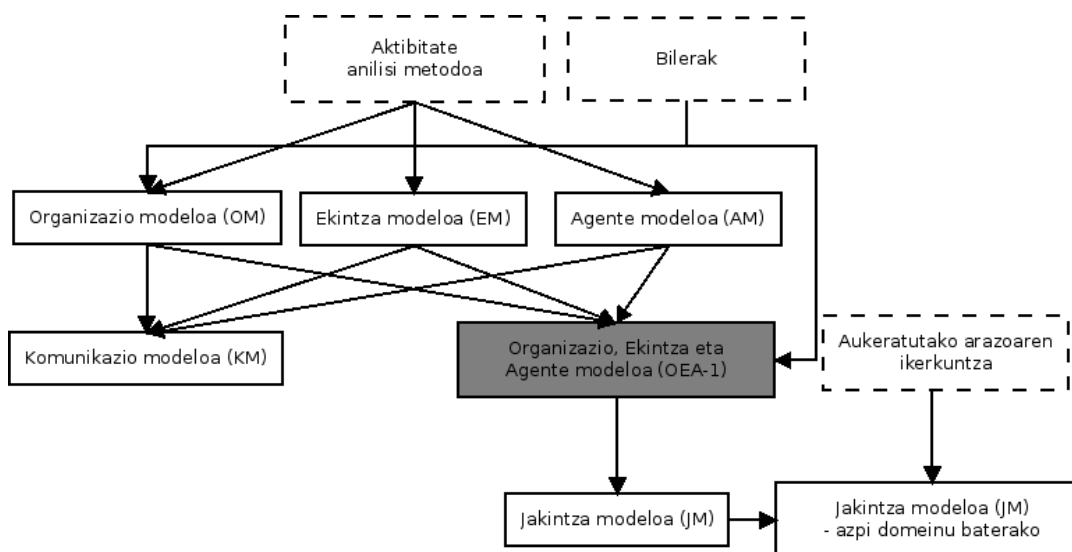 Aktibitate
anilisi metodoa
Bilerak
Organizazio modeloa (OM)
Ekintza modeloa (EM)
Agente modeloa (AM)
Komunikazio modeloa (KM)
Organizazio, Ekintza eta
Agente modeloa (OEA-1)
Aukeratutako arazoaren
ikerkuntza
Jakintza modeloa (JM)
Jakintza modeloa (JM)
- azpi domeinu baterako